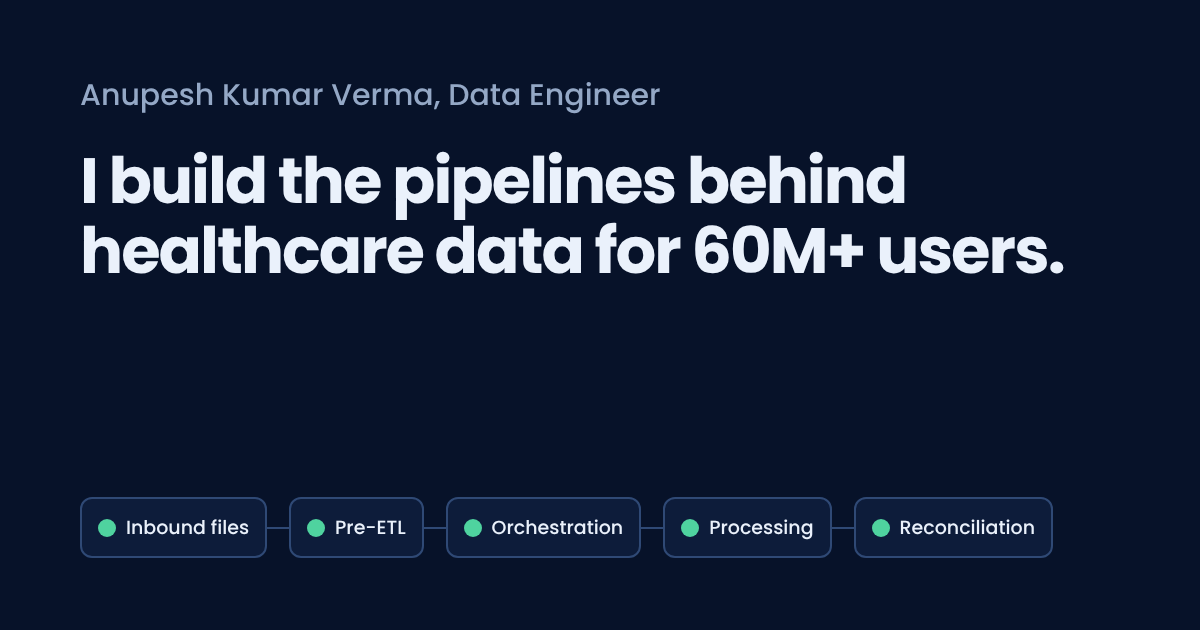 Anupesh Kumar Verma, Data Engineer
I build the pipelines behind
healthcare data for 60M+ users.
Inbound files
Pre-ETL
Orchestration
Processing
Reconciliation